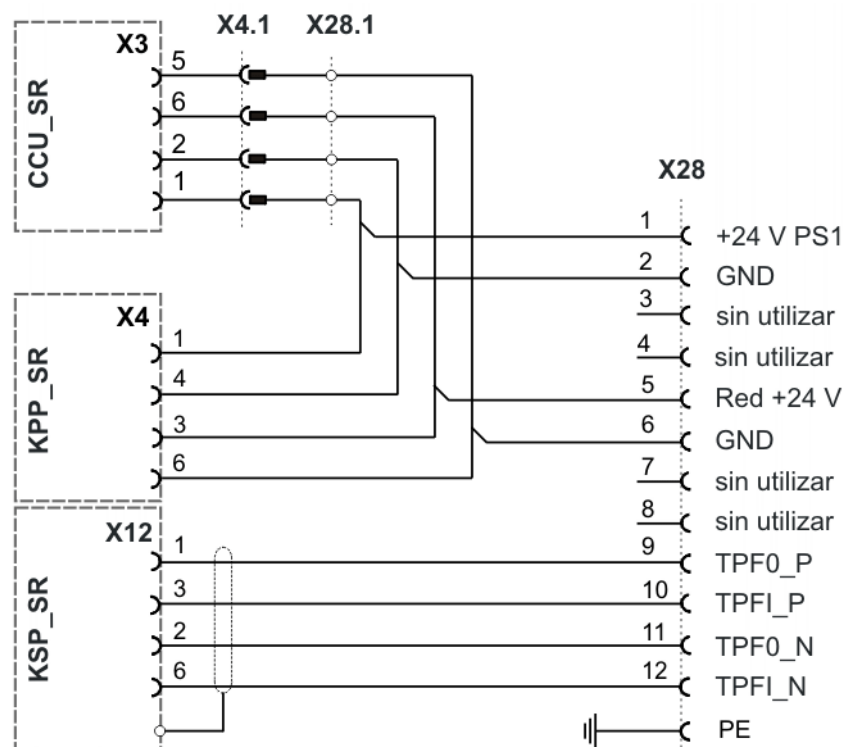 X4.1 X28.1
X3
5
6
2
1
CCU_SR
X28
1 +24 V PS1
2 GND
3 sin utilizar
4 sin utilizar
5 Red +24 V
6 GND
7 sin utilizar
8 sin utilizar
9 TPF0_P
10 TPFI_P
11 TPF0_N
12 TPFI_N
PE
X4
1
4
3
6
KPP_SR
X12
1
3
2
6
KSP_SR